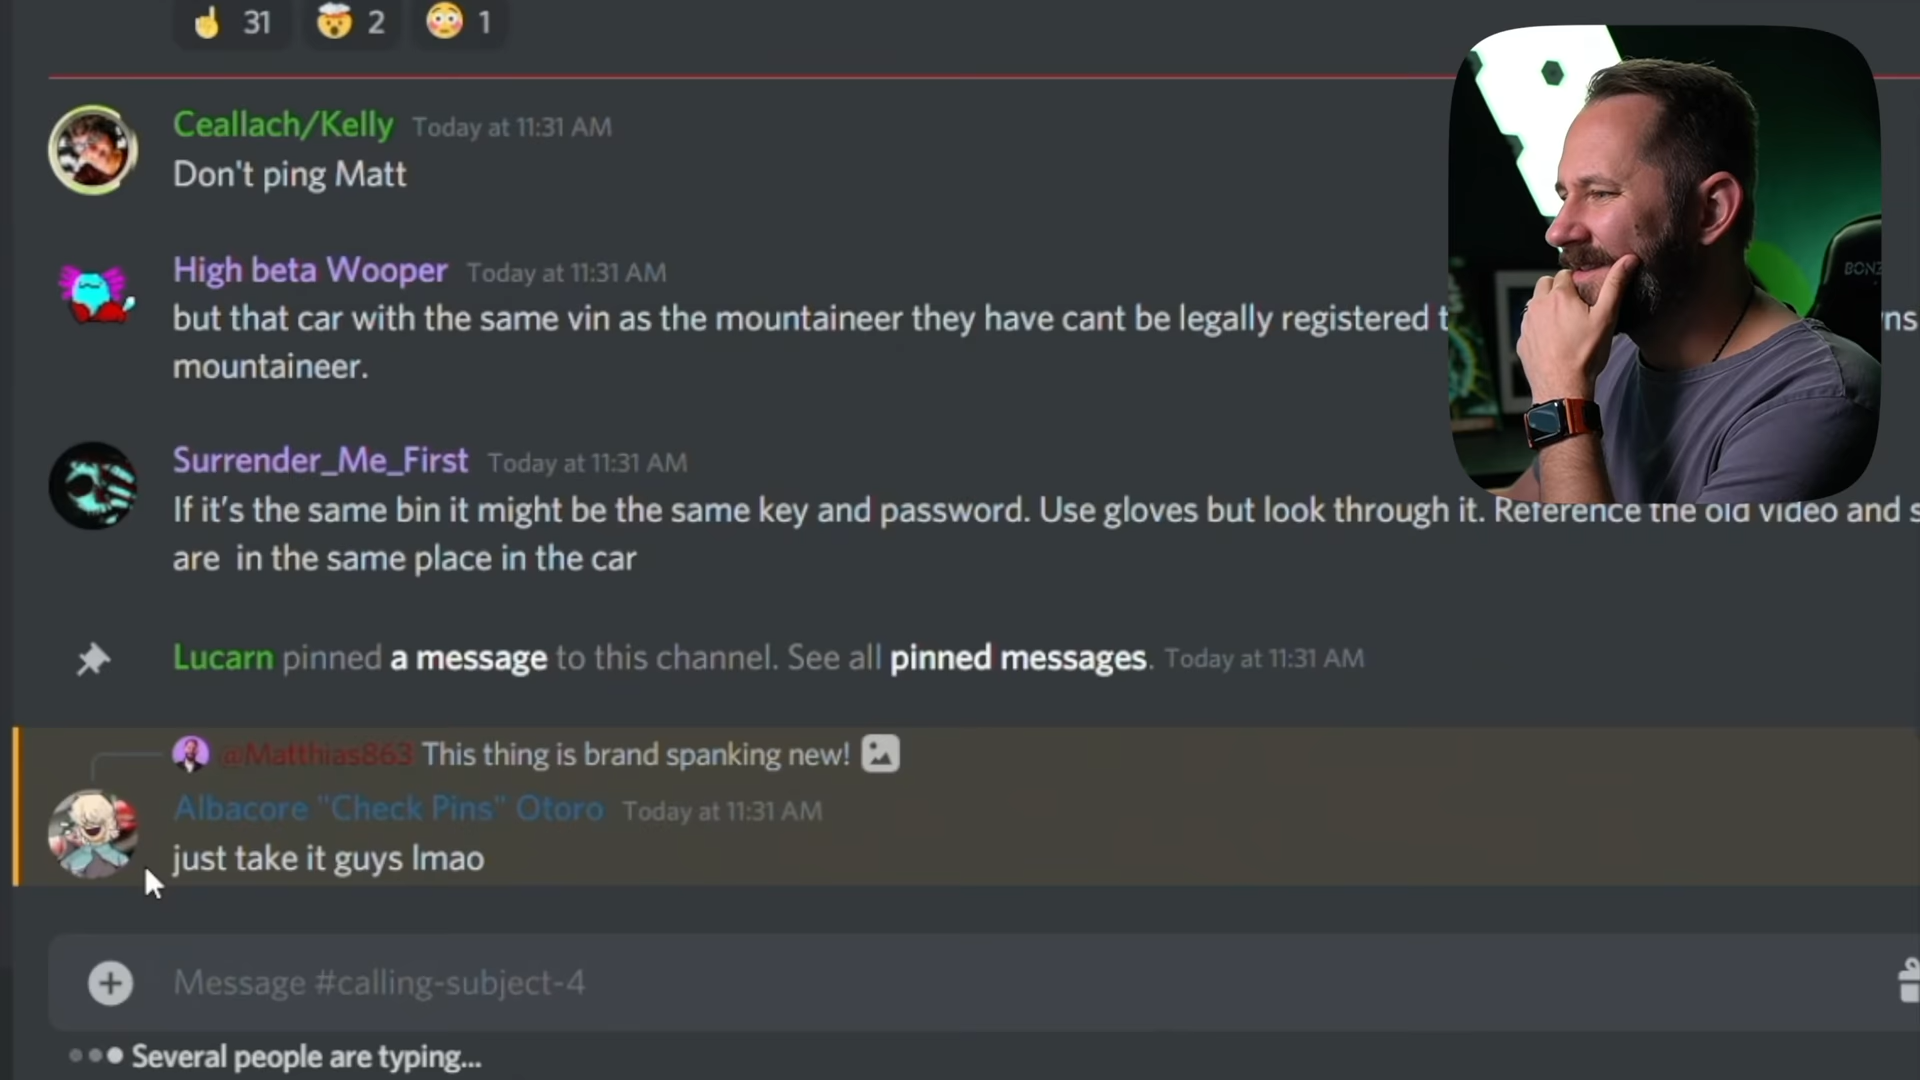 31 2 1
Ceallach/Kelly Today at 11:31 AM
Don't ping Matt
High beta Wooper Today at 11:31 AM
but that car with the same vin as the mountaineer they have cant be legally registered
mountaineer.
Surrender_Me_First Today at 11:31 AM
If it’s the same bin it might be the same key and password. Use gloves but look through it. Reference the old video and
are in the same place in the car
Lucarn pinned a message to this channel. See all pinned messages. Today at 11:31 AM
@Matthias863 This thing is brand spanking new!
Albacore "Check Pins" Otoro Today at 11:31 AM
just take it guys lmao
Message #calling-subject-4
Several people are typing...